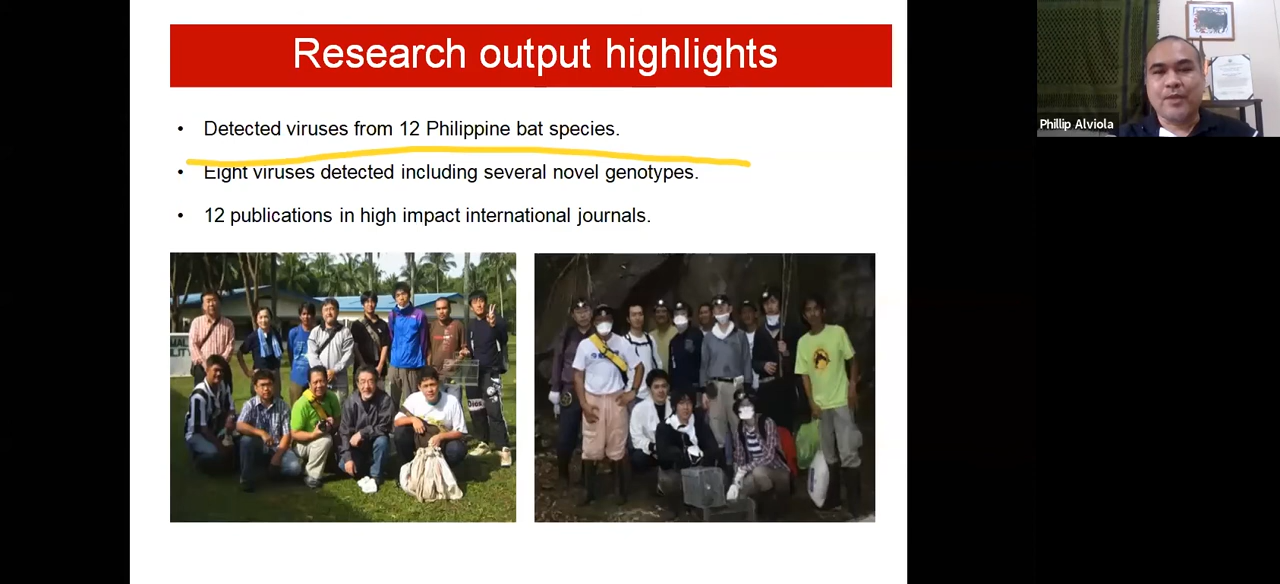 Research output highlights
• Detected viruses from 12 Philippine bat species.
• Eight viruses detected including several novel genotypes.
• 12 publications in high impact international journals.
Phillip Alviola